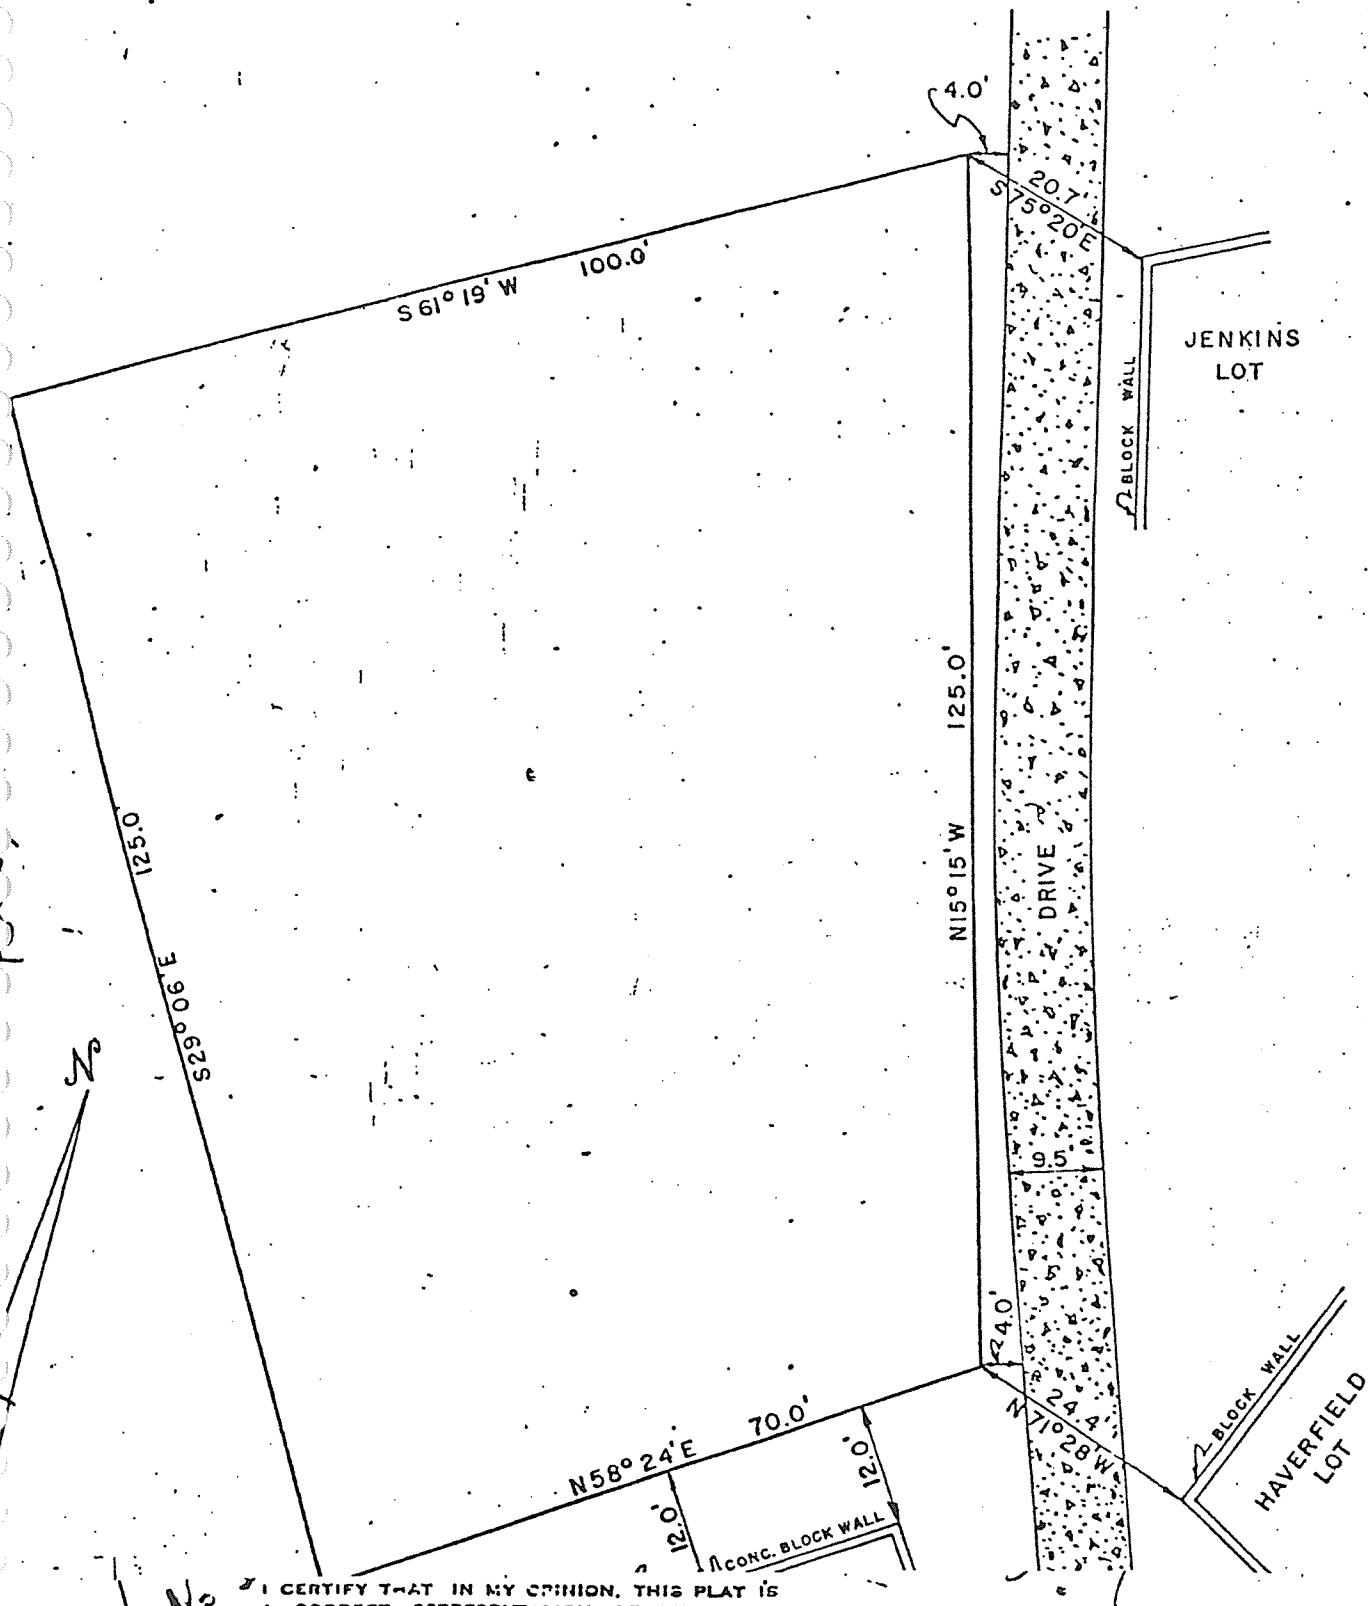 4.0'
20.7'
S 75° 20' E
100.0'
S 61° 19' W
JENKINS
LOT
BLOCK WALL
125.0'
N15° 15' W
DRIVE
125.0'
S29° 06' E
N
9.5
4.0'
24.4'
N 71° 28' W
BLOCK WALL
HAVERFIELD
LOT
70.0'
N58° 24' E
12.0'
12.0'
CONC. BLOCK WALL
I CERTIFY THAT IN MY OPINION, THIS PLAT IS